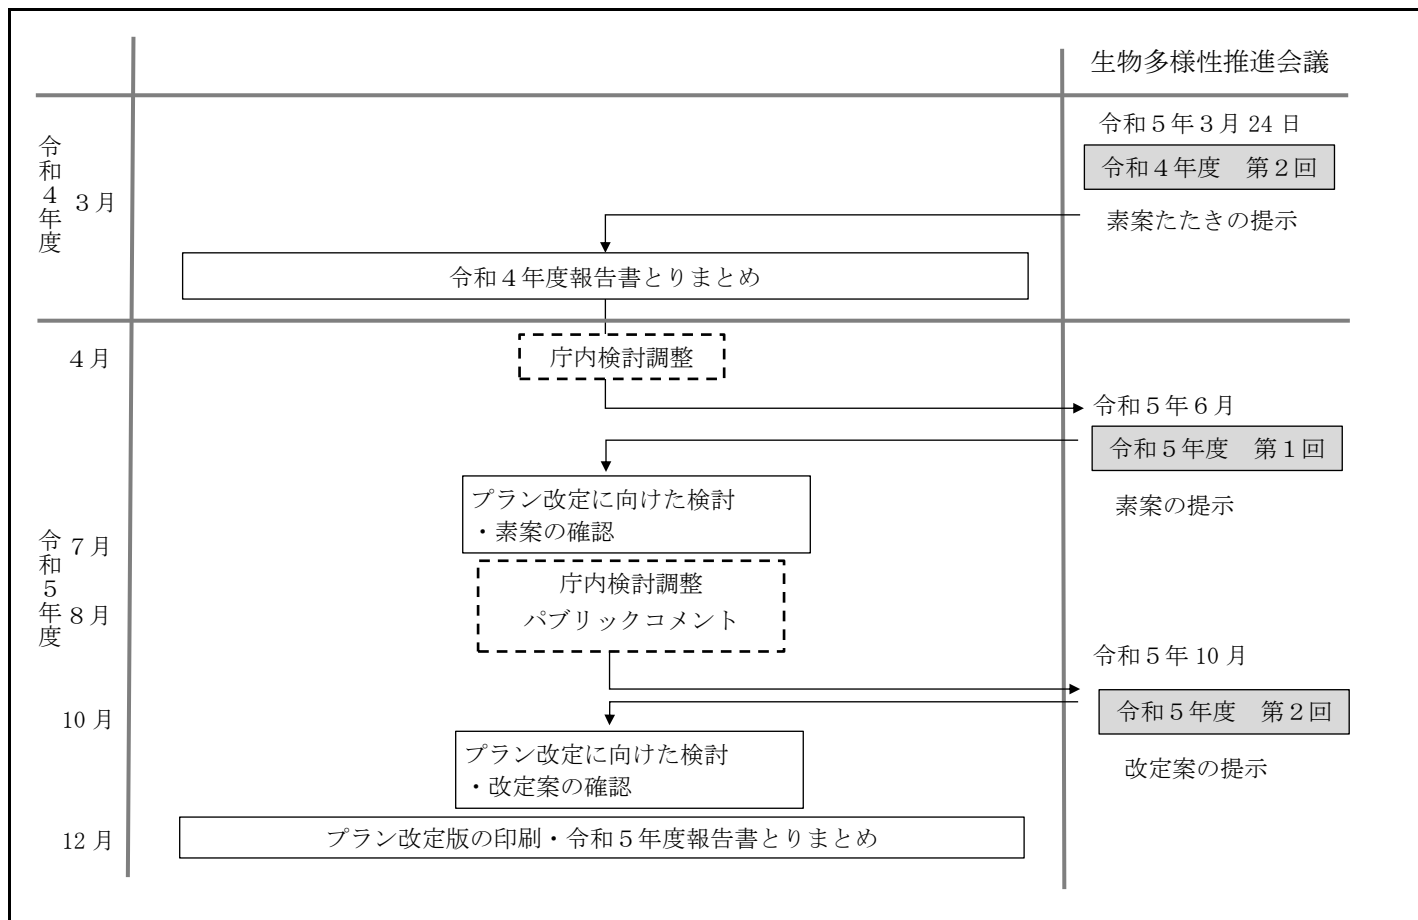 生物多様性推進会議
令和４年度
３月
令和５年３月 24 日
令和４年度　第２回
素案たたきの提示
令和４年度報告書とりまとめ
令和５年度
４月
庁内検討調整
令和５年６月
令和５年度　第１回
素案の提示
プラン改定に向けた検討
・素案の確認
７月
８月
庁内検討調整
パブリックコメント
令和５年 10 月
令和５年度　第２回
改定案の提示
10 月
プラン改定に向けた検討
・改定案の確認
12 月
プラン改定版の印刷・令和５年度報告書とりまとめ